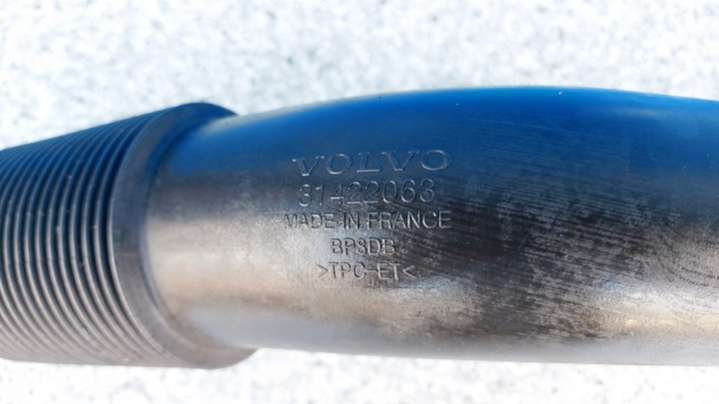 VOLVO
31422063
MADE IN FRANCE
BPSDB
>TPC-ET<